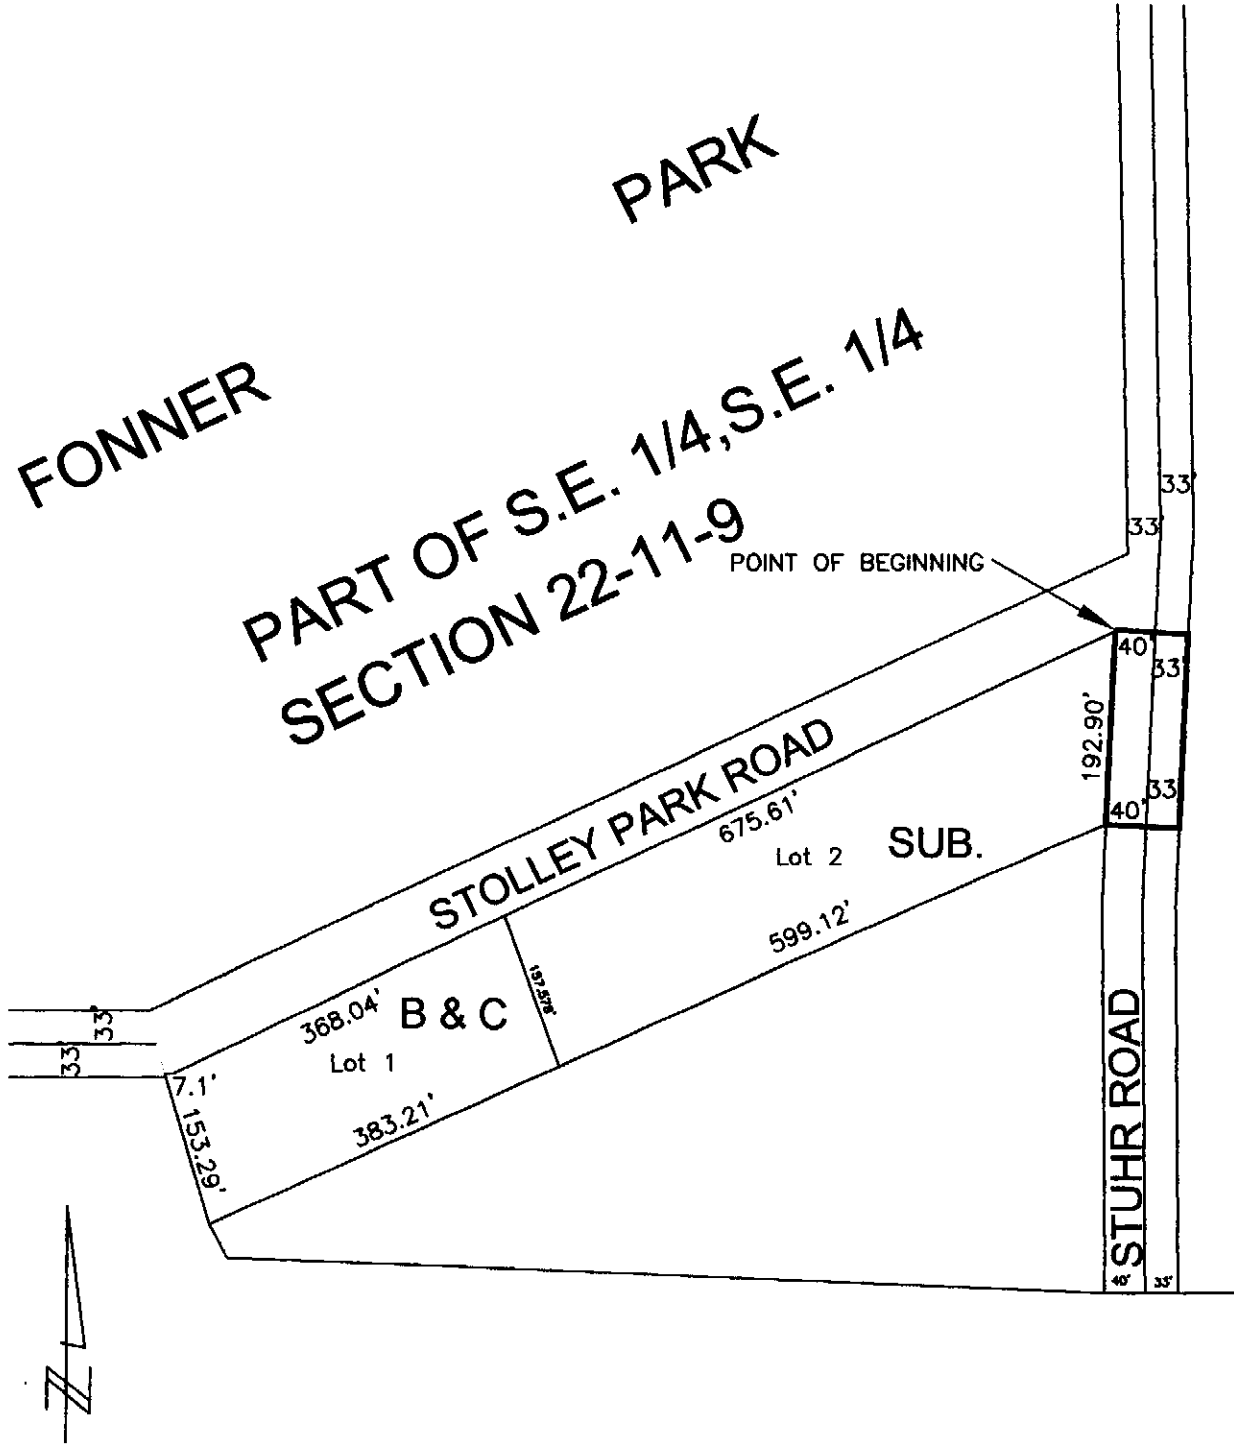 PARK
FONNER
PART OF S.E. 1/4,S.E. 1/4
SECTION 22-11-9
33'
33'
POINT OF BEGINNING
40'
33'
192.90'
33'
40'
STOLLEY PARK ROAD
675.61'
Lot 2
SUB.
599.12'
157.578'
368.04'
B & C
Lot 1
33'
33'
7.1'
153.29'
383.21'
STUHR ROAD
40'
33'
N